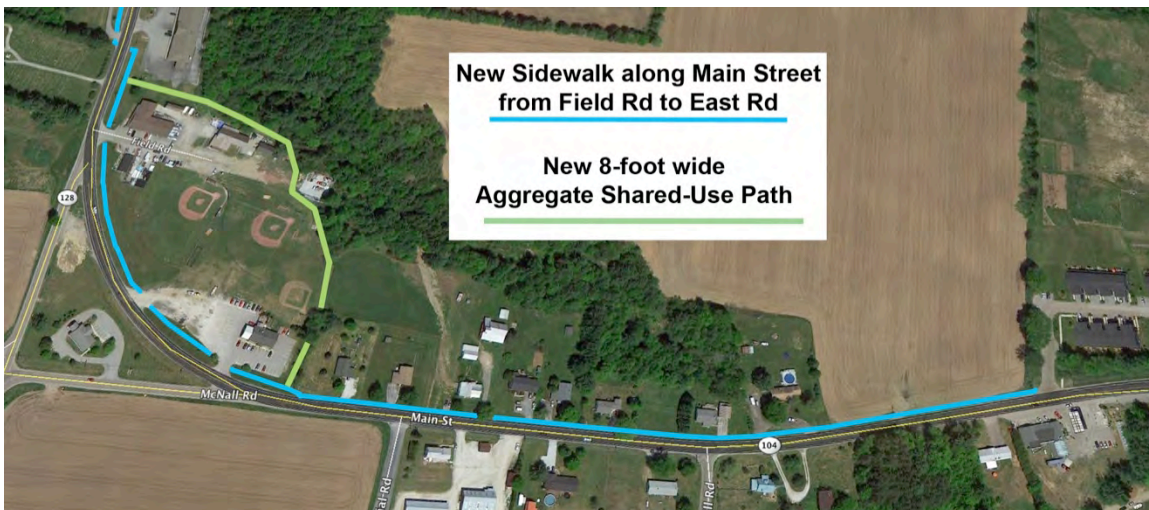 New Sidewalk along Main Street
from Field Rd to East Rd
New 8-foot wide
Aggregate Shared-Use Path
Field Rd
128
McNall Rd
Main St
104